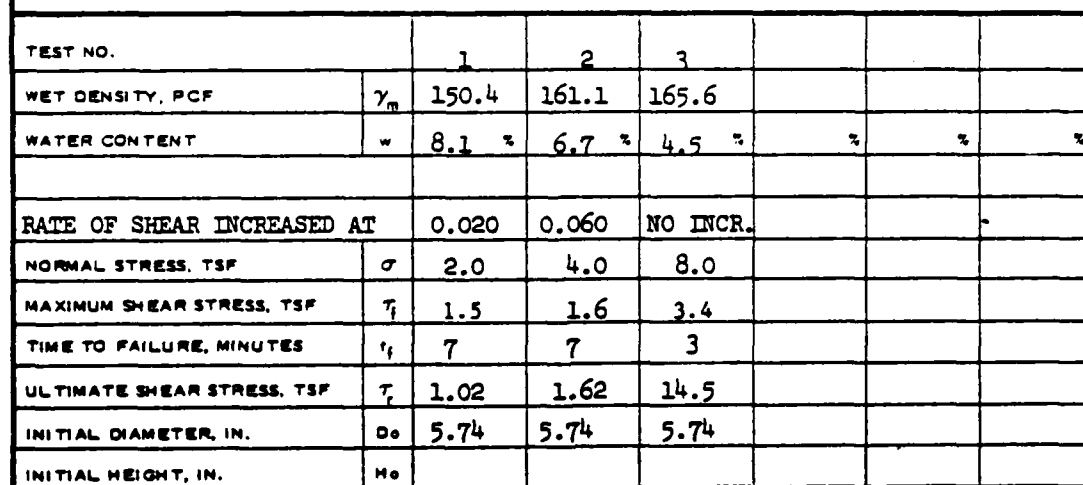 TEST NO. 1 2 3
WET DENSITY, PCF γm 150.4 161.1 165.6
WATER CONTENT w 8.1 % 6.7 % 4.5 % % % %
RATE OF SHEAR INCREASED AT 0.020 0.060 NO INCR.
NORMAL STRESS, TSF σ 2.0 4.0 8.0
MAXIMUM SHEAR STRESS, TSF τf 1.5 1.6 3.4
TIME TO FAILURE, MINUTES tf 7 7 3
ULTIMATE SHEAR STRESS, TSF τr 1.02 1.62 14.5
INITIAL DIAMETER, IN. Do 5.74 5.74 5.74
INITIAL HEIGHT, IN. Ho